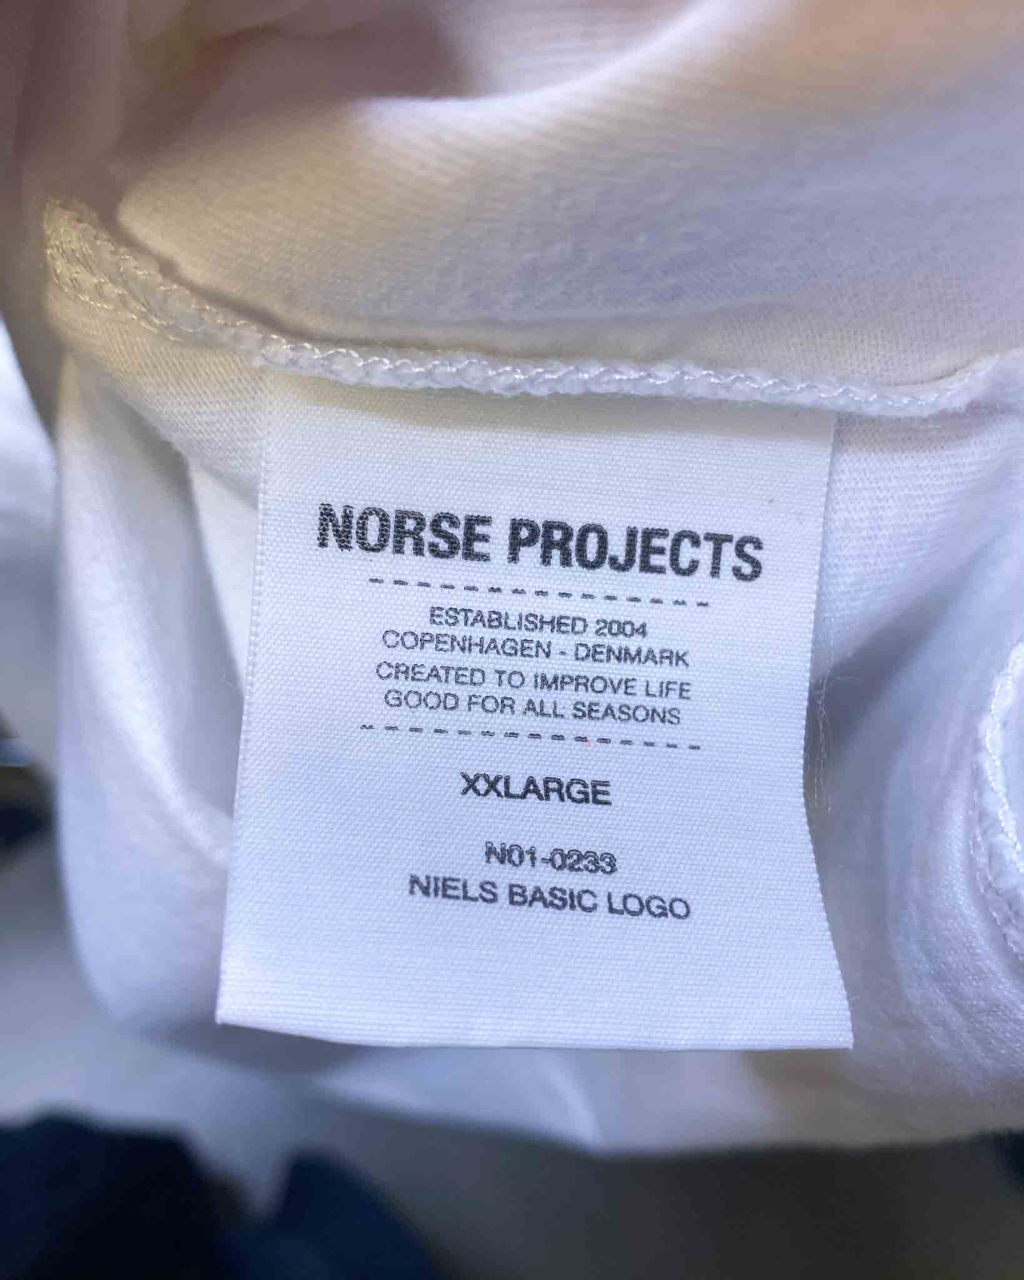 NORSE PROJECTS
ESTABLISHED 2004
COPENHAGEN - DENMARK
CREATED TO IMPROVE LIFE
GOOD FOR ALL SEASONS
XXLARGE
N01-0233
NIELS BASIC LOGO